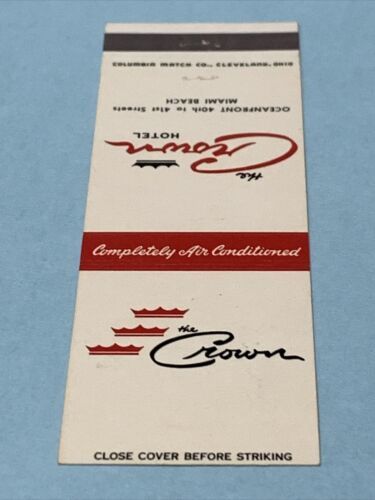 COLUMBIA MATCH CO., CLEVELAND, OHIO
the Crown
HOTEL
OCEANFRONT 40th to 41st Streets
MIAMI BEACH
Completely Air Conditioned
the Crown
CLOSE COVER BEFORE STRIKING